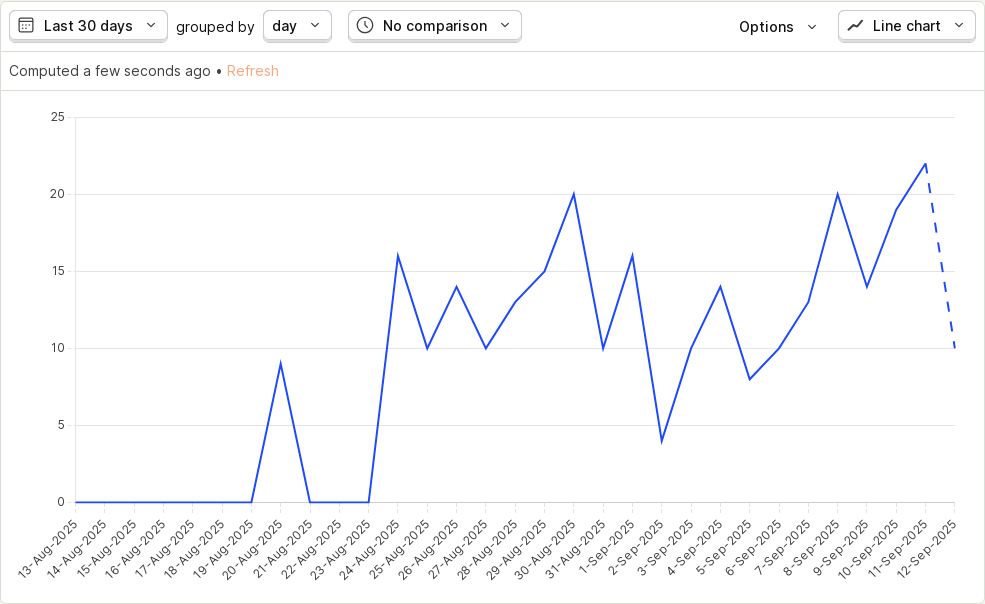 Last 30 days grouped by day No comparison Options Line chart
Computed a few seconds ago • Refresh
25
20
15
10
5
0
13-Aug-2025
14-Aug-2025
15-Aug-2025
16-Aug-2025
17-Aug-2025
18-Aug-2025
19-Aug-2025
20-Aug-2025
21-Aug-2025
22-Aug-2025
23-Aug-2025
24-Aug-2025
25-Aug-2025
26-Aug-2025
27-Aug-2025
28-Aug-2025
29-Aug-2025
30-Aug-2025
31-Aug-2025
1-Sep-2025
2-Sep-2025
3-Sep-2025
4-Sep-2025
5-Sep-2025
6-Sep-2025
7-Sep-2025
8-Sep-2025
9-Sep-2025
10-Sep-2025
11-Sep-2025
12-Sep-2025